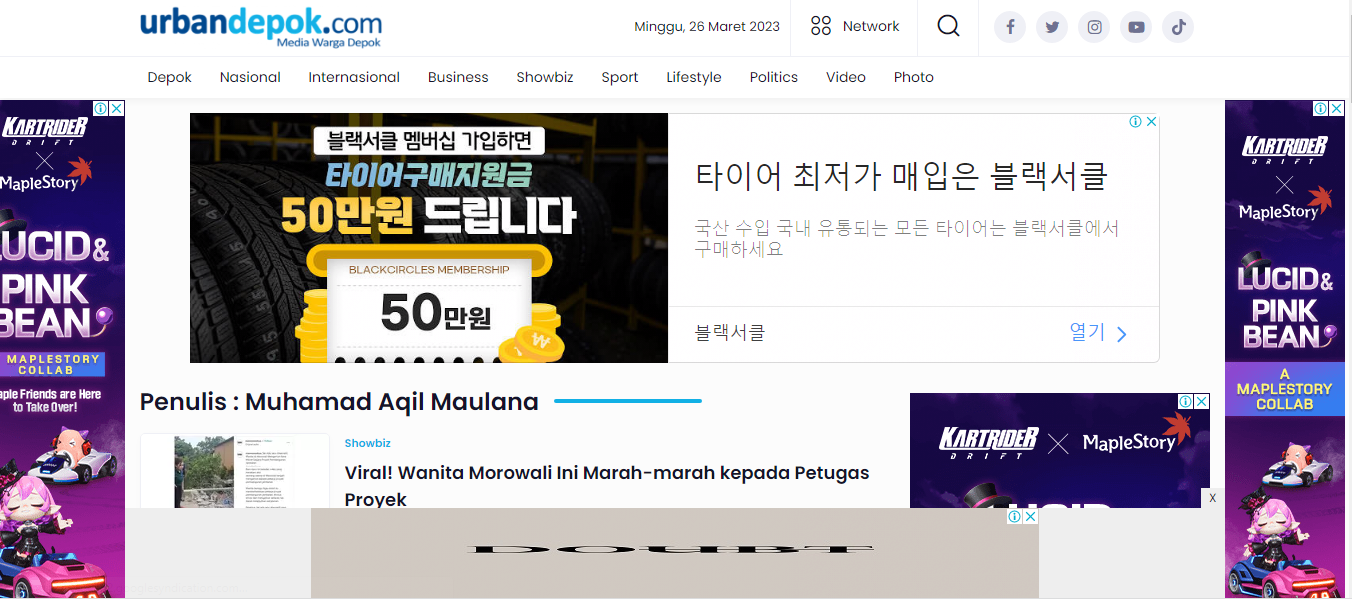 urbandepok.com
Media Warga Depok
Minggu, 26 Maret 2023
Network
Depok Nasional Internasional Business Showbiz Sport Lifestyle Politics Video Photo
KARTRIDER
DRIFT
MapleStory
LUCID&
PINK
BEAN
MAPLESTORY
COLLAB
aple Friends are Here
to Take Over!
블랙서클 멤버십 가입하면
타이어구매지원금
50만원 드립니다
BLACKCIRCLES MEMBERSHIP
50만원
타이어 최저가 매입은 블랙서클
국산 수입 국내 유통되는 모든 타이어는 블랙서클에서
구매하세요
블랙서클
열기
KARTRIDER
DRIFT
MapleStory
LUCID&
PINK
BEAN
A
MAPLESTORY
COLLAB
Penulis : Muhamad Aqil Maulana
Showbiz
Viral! Wanita Morowali Ini Marah-marah kepada Petugas
Proyek
KARTRIDER
DRIFT
MapleStory
X
DOUBT